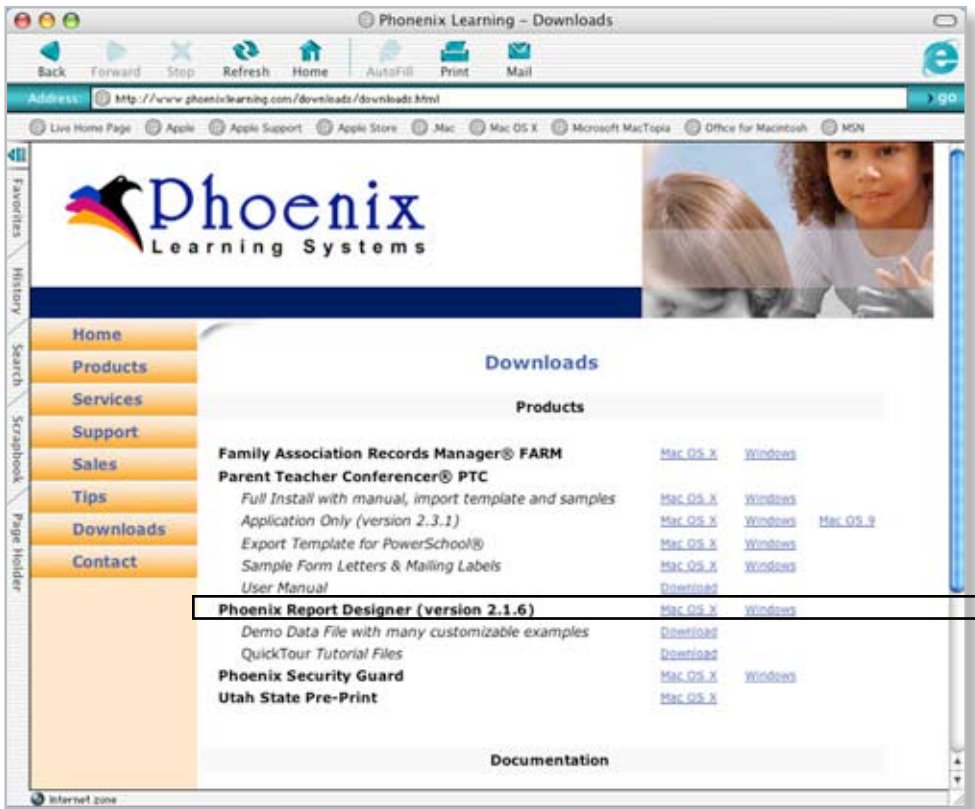 Phonenix Learning – Downloads
Back Forward Stop Refresh Home AutoFill Print Mail
Address: http://www.phoenixlearning.com/downloads/downloads.html go
Live Home Page Apple Apple Support Apple Store .Mac Mac OS X Microsoft MacTopia Office for Macintosh MSN
Favorites
History
Search
Scrapbook
Page Holder
Phoenix
Learning Systems
Home
Products
Services
Support
Sales
Tips
Downloads
Contact
Downloads
Products
Family Association Records Manager® FARM Mac OS X Windows
Parent Teacher Conferencer® PTC
Full Install with manual, import template and samples Mac OS X Windows
Application Only (version 2.3.1) Mac OS X Windows Mac OS 9
Export Template for PowerSchool® Mac OS X Windows
Sample Form Letters & Mailing Labels Mac OS X Windows
User Manual Download
Phoenix Report Designer (version 2.1.6) Mac OS X Windows
Demo Data File with many customizable examples Download
QuickTour Tutorial Files Download
Phoenix Security Guard Mac OS X Windows
Utah State Pre-Print Mac OS X
Documentation
Internet zone